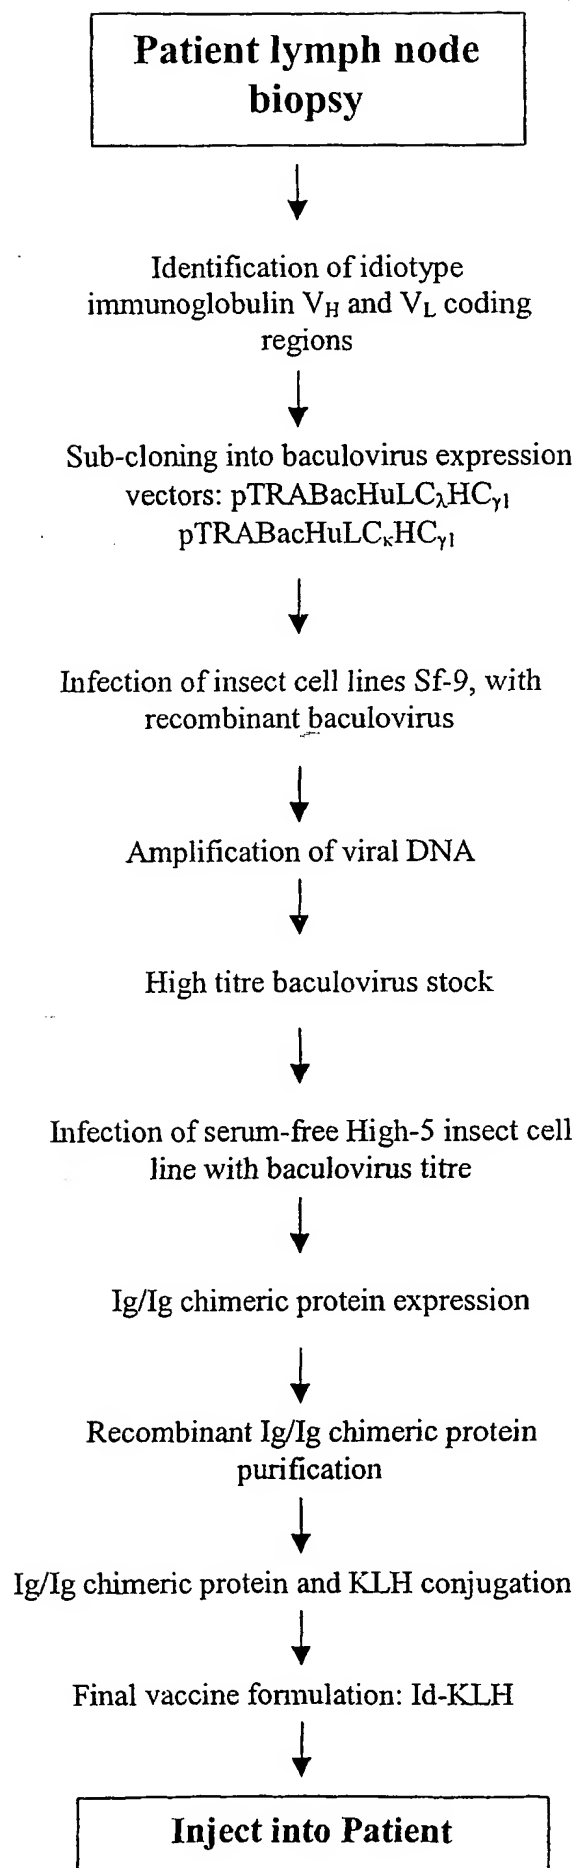 Patient lymph node
biopsy
Identification of idiotype
immunoglobulin V_H and V_L coding
regions
Sub-cloning into baculovirus expression
vectors: pTRABacHuLC_λHC_γ1
pTRABacHuLC_κHC_γ1
Infection of insect cell lines Sf-9, with
recombinant baculovirus
Amplification of viral DNA
High titre baculovirus stock
Infection of serum-free High-5 insect cell
line with baculovirus titre
Ig/Ig chimeric protein expression
Recombinant Ig/Ig chimeric protein
purification
Ig/Ig chimeric protein and KLH conjugation
Final vaccine formulation: Id-KLH
Inject into Patient